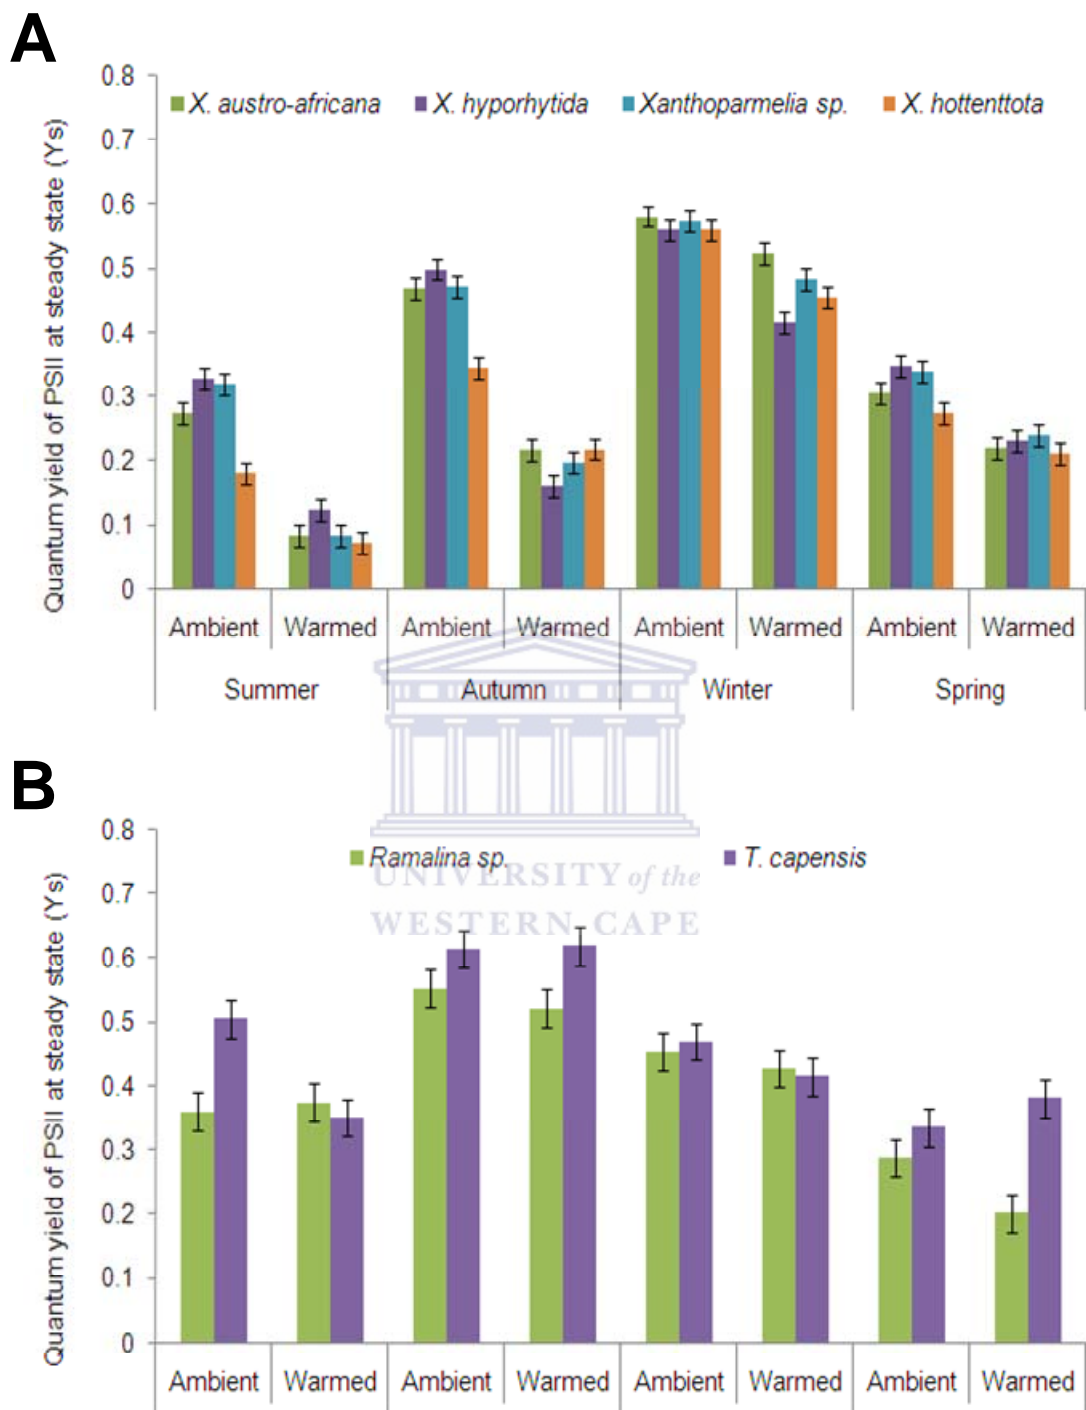 A
0.8
X. austro-africana X. hyporhytida Xanthoparmelia sp. X. hottenttota
0.7
0.6
0.5
0.4
0.3
0.2
0.1
0
Quantum yield of PSII at steady state (Ys)
Ambient Warmed Ambient Warmed Ambient Warmed Ambient Warmed
Summer Autumn Winter Spring
B
0.8
Ramalina sp. T. capensis
UNIVERSITY of the
WESTERN CAPE
0.7
0.6
0.5
0.4
0.3
0.2
0.1
0
Quantum yield of PSII at steady state (Ys)
Ambient Warmed Ambient Warmed Ambient Warmed Ambient Warmed